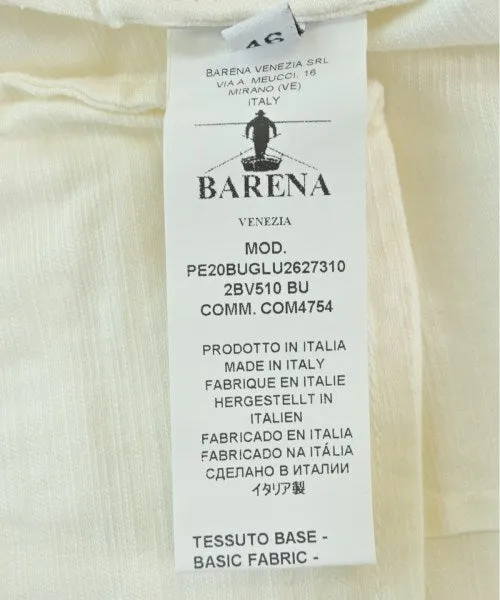 46
BARENA VENEZIA SRL
VIA A. MEUCCI, 16
MIRANO (VE)
ITALY
BARENA
VENEZIA
MOD.
PE20BUGLU2627310
2BV510 BU
COMM. COM4754
PRODOTTO IN ITALIA
MADE IN ITALY
FABRIQUE EN ITALIE
HERGESTELLT IN
ITALIEN
FABRICADO EN ITALIA
FABRICADO NA ITÁLIA
СДЕЛАНО В ИТАЛИИ
イタリア製
TESSUTO BASE -
BASIC FABRIC -